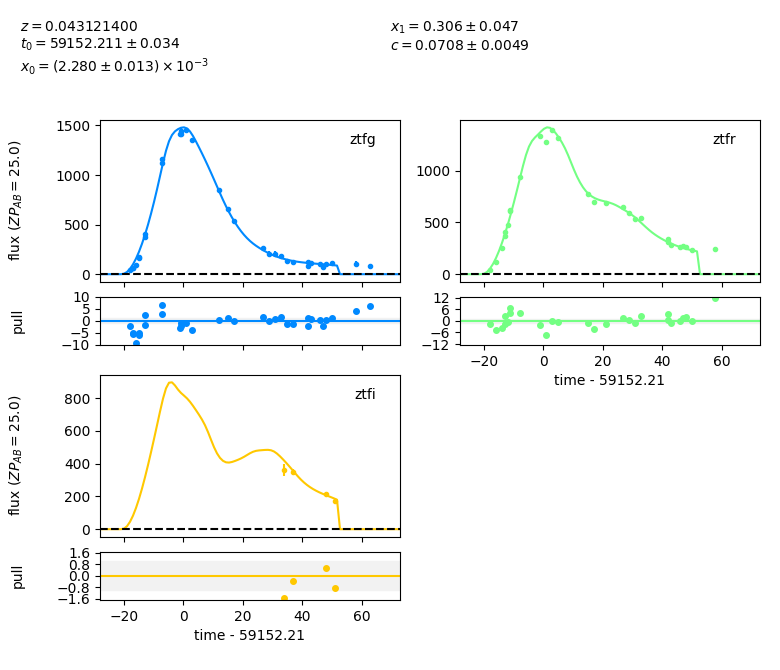 z = 0.043121400
t₀ = 59152.211 ± 0.034
x₀ = (2.280 ± 0.013) × 10⁻³
x₁ = 0.306 ± 0.047
c = 0.0708 ± 0.0049
ztfg
flux (ZP_AB = 25.0)
1500
1000
500
0
ztfr
1000
500
0
pull
10
5
0
−5
−10
12
6
0
−6
−12
−20 0 20 40 60
time - 59152.21
ztfi
flux (ZP_AB = 25.0)
800
600
400
200
0
pull
1.6
0.8
0.0
−0.8
−1.6
−20 0 20 40 60
time - 59152.21